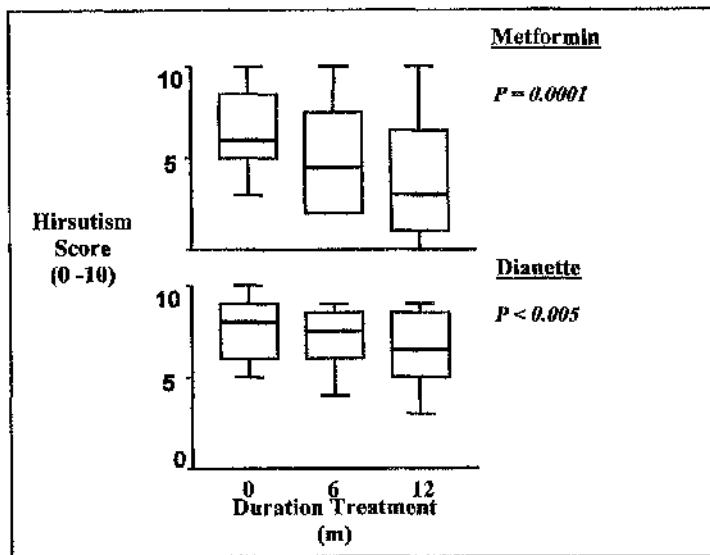 Metformin
P = 0.0001
10
5
Hirsutism
Score
(0 -10)
Dianette
P < 0.005
10
5
0
0 6 12
Duration Treatment
(m)